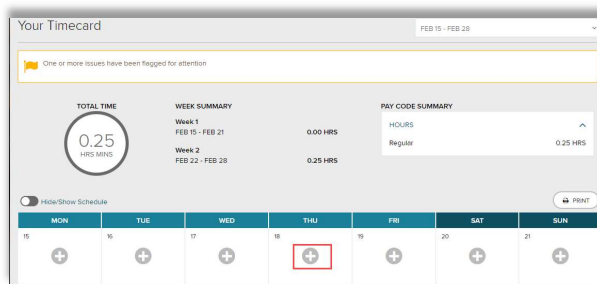 Your Timecard
FEB 15 - FEB 28
One or more issues have been flagged for attention
TOTAL TIME
0.25
HRS MINS
WEEK SUMMARY
Week 1
FEB 15 - FEB 21 0.00 HRS
Week 2
FEB 22 - FEB 28 0.25 HRS
PAY CODE SUMMARY
HOURS
Regular 0.25 HRS
Hide/Show Schedule
PRINT
MON TUE WED THU FRI SAT SUN
15 16 17 18 19 20 21